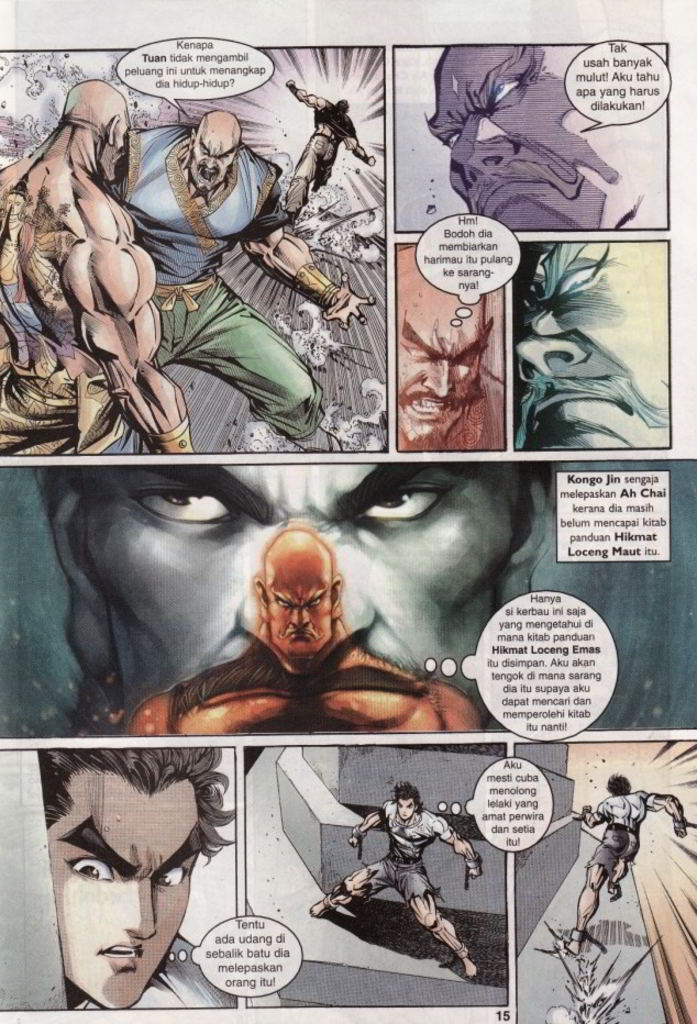 Kenapa
Tuan tidak mengambil
peluang ini untuk menangkap
dia hidup-hidup?
Tak
usah banyak
mulut! Aku tahu
apa yang harus
dilakukan!
Hm!
Bodoh dia
membiarkan
harimau itu pulang
ke sarang-
nya!
Kongo Jin sengaja
melepaskan Ah Chai
kerana dia masih
belum mencapai kitab
panduan Hikmat
Loceng Maut itu.
Hanya
si kerbau ini saja
yang mengetahui di
mana kitab panduan
Hikmat Loceng Emas
itu disimpan. Aku akan
tengok di mana sarang
dia itu supaya aku
dapat mencari dan
memperolehi kitab
itu nanti!
Tentu
ada udang di
sebalik batu dia
melepaskan
orang itu!
Aku
mesti cuba
menolong
lelaki yang
amat perwira
dan setia
itu!
15